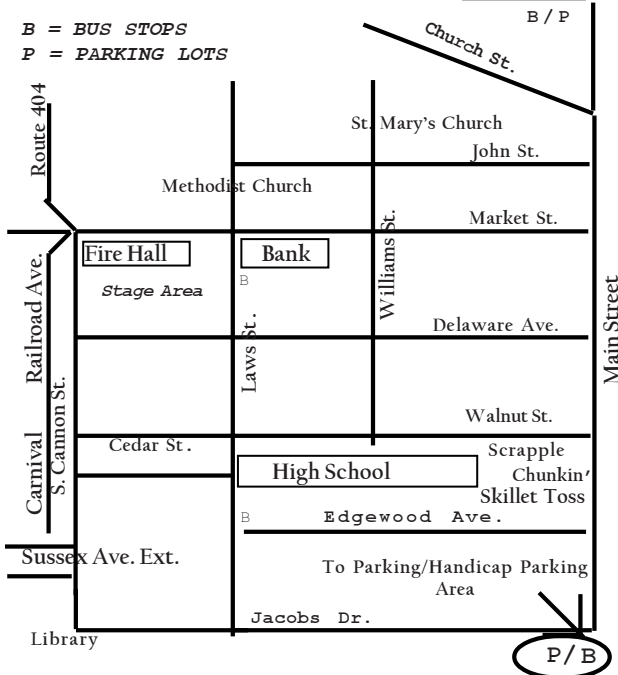 B = BUS STOPS
P = PARKING LOTS
B / P
Church St.
Route 404
St. Mary's Church
John St.
Methodist Church
Market St.
Williams St.
Fire Hall
Bank
B
Stage Area
Railroad Ave.
Laws St.
Delaware Ave.
Main Street
S. Cannon St.
Walnut St.
Cedar St.
Carnival
High School
Scrapple
Chunkin'
Skillet Toss
B
Edgewood Ave.
Sussex Ave. Ext.
To Parking/Handicap Parking
Area
Jacobs Dr.
Library
P/B